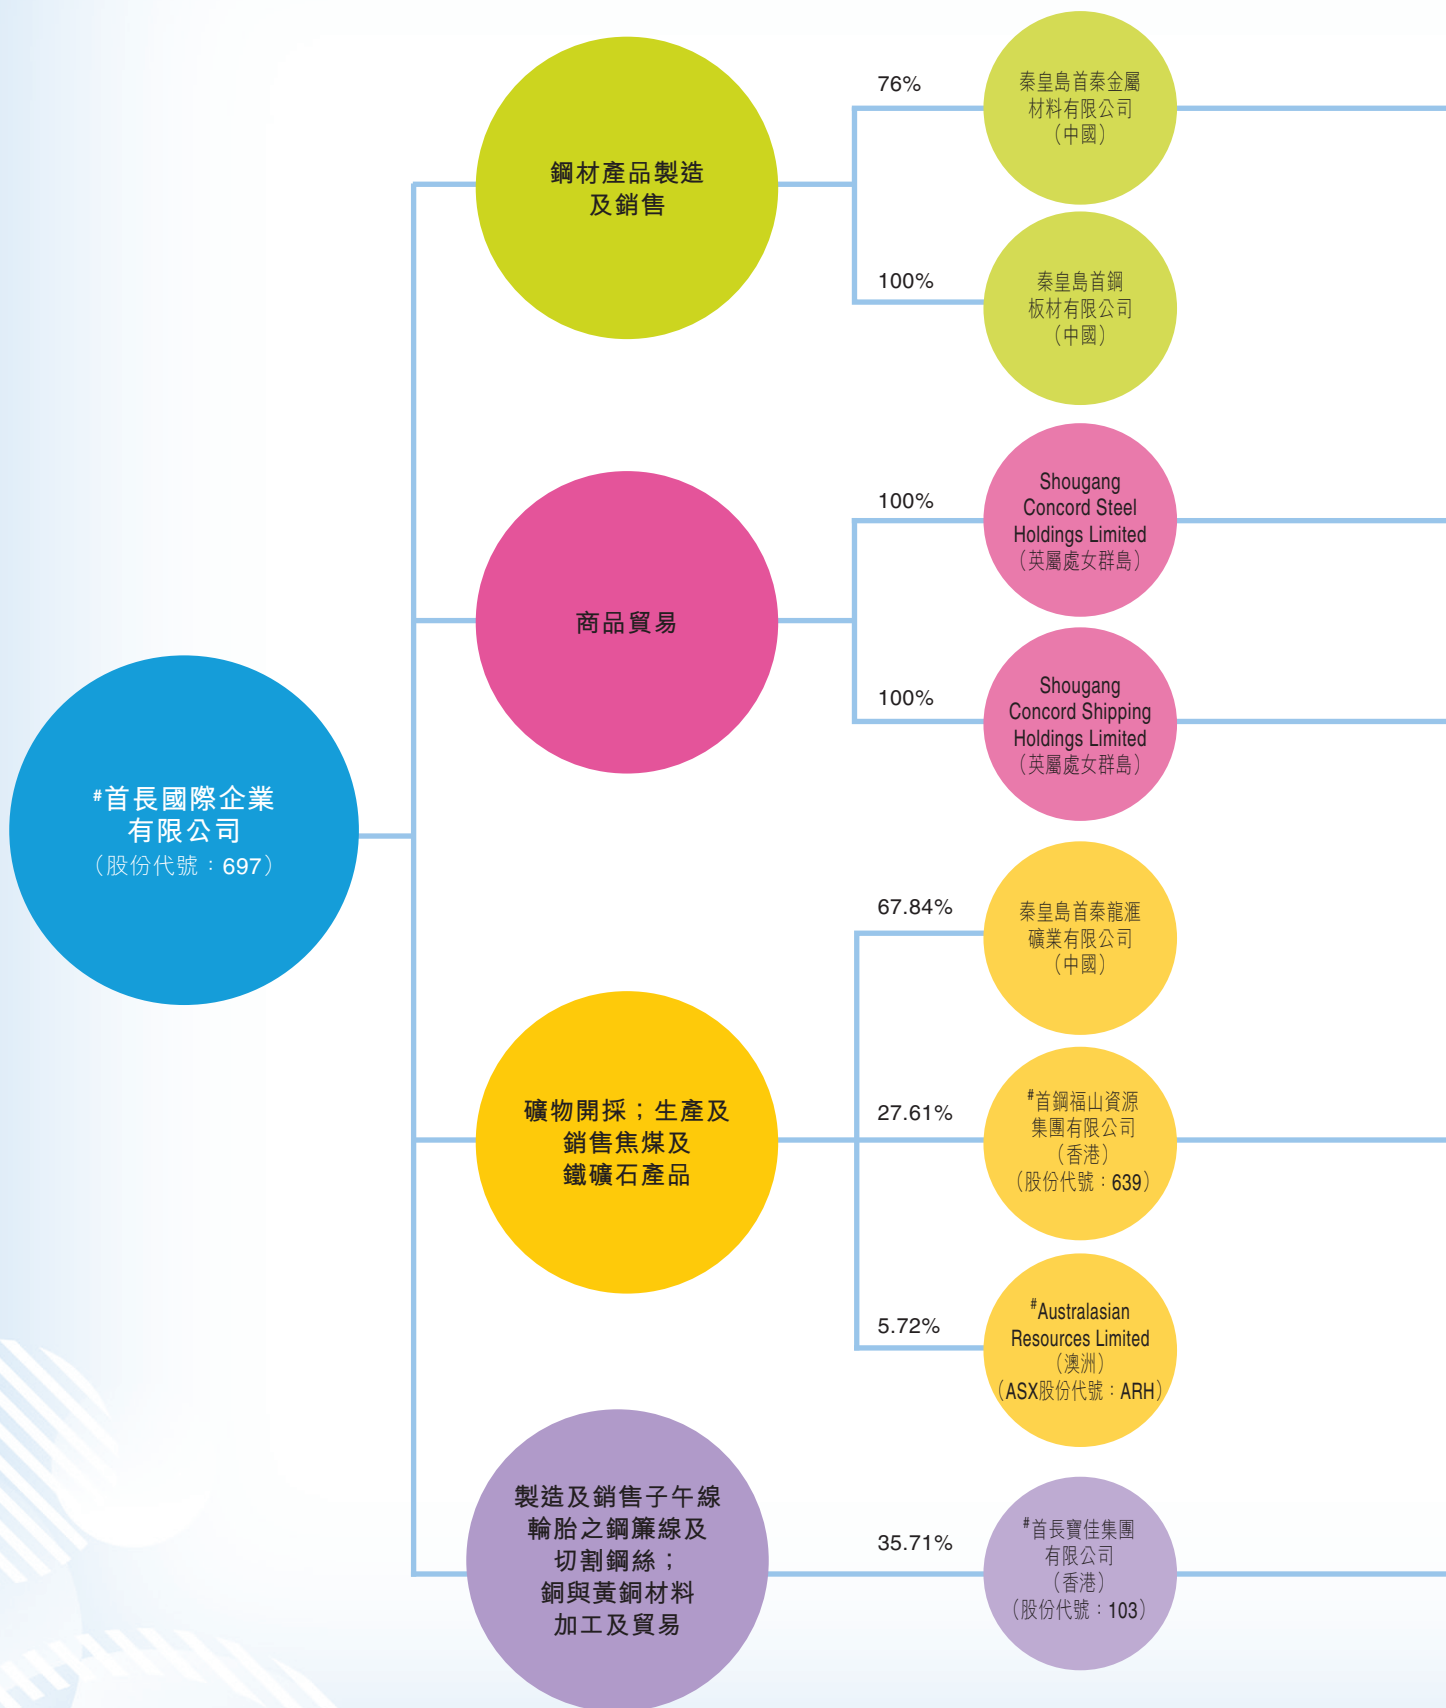 #首長國際企業
有限公司
（股份代號：697）
鋼材產品製造
及銷售
76%
秦皇島首秦金屬
材料有限公司
（中國）
100%
秦皇島首鋼
板材有限公司
（中國）
商品貿易
100%
Shougang
Concord Steel
Holdings Limited
（英屬處女群島）
100%
Shougang
Concord Shipping
Holdings Limited
（英屬處女群島）
礦物開採；生產及
銷售焦煤及
鐵礦石產品
67.84%
秦皇島首秦龍滙
礦業有限公司
（中國）
27.61%
#首鋼福山資源
集團有限公司
（香港）
（股份代號：639）
5.72%
#Australasian
Resources Limited
（澳洲）
（ASX股份代號：ARH）
製造及銷售子午線
輪胎之鋼簾線及
切割鋼絲；
銅與黃銅材料
加工及貿易
35.71%
#首長寶佳集團
有限公司
（香港）
（股份代號：103）